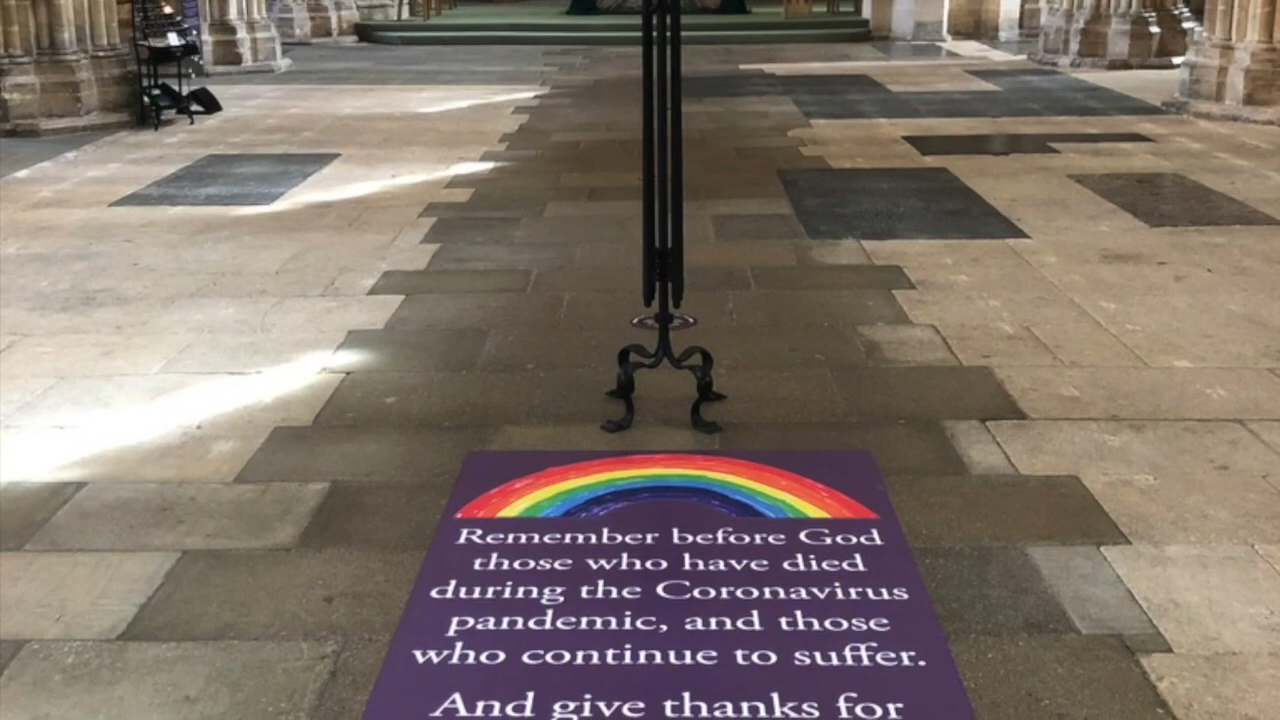 Remember before God
those who have died
during the Coronavirus
pandemic, and those
who continue to suffer.
And give thanks for